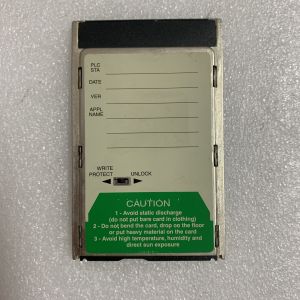 PLC
STA
DATE
VER
APPL
NAME
WRITE
PROTECT UNLOCK
CAUTION
1 - Avoid static discharge
(do not put bare card in clothing)
2 - Do not bend the card, drop on the floor
or put heavy material on the card
3 - Avoid high temperature, humidity and
direct sun exposure